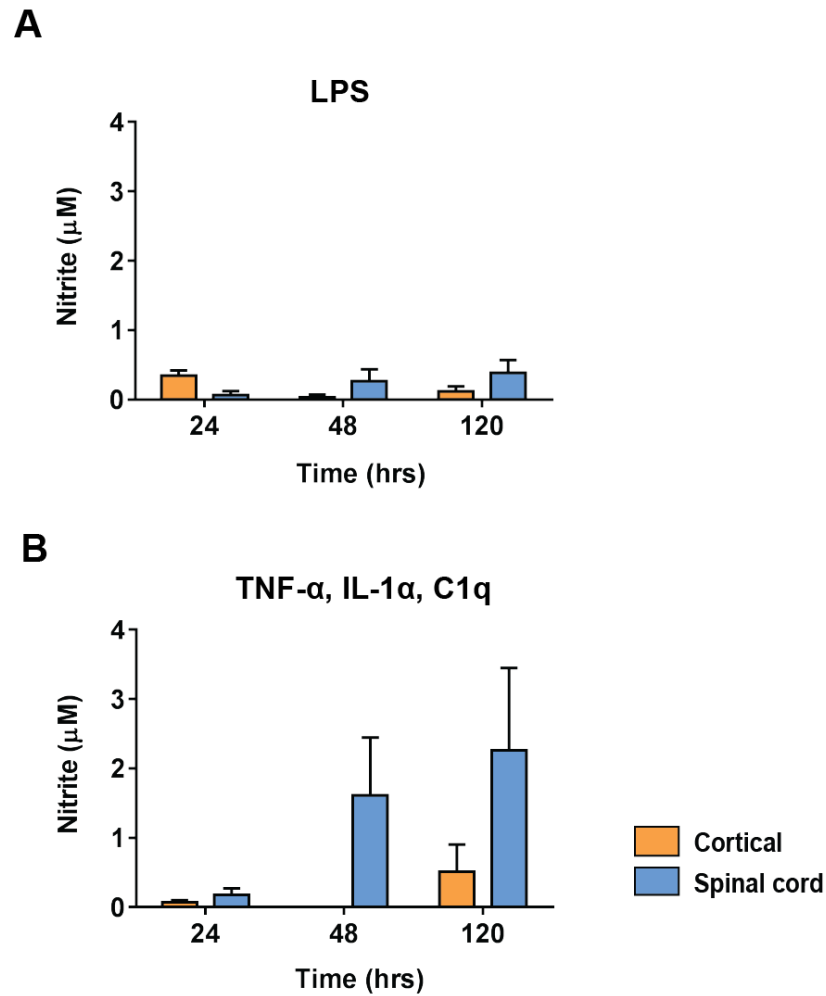 A
LPS
4
3
2
1
0
Nitrite (μM)
24 48 120
Time (hrs)
B
TNF-α, IL-1α, C1q
4
3
2
1
0
Nitrite (μM)
24 48 120
Time (hrs)
Cortical
Spinal cord